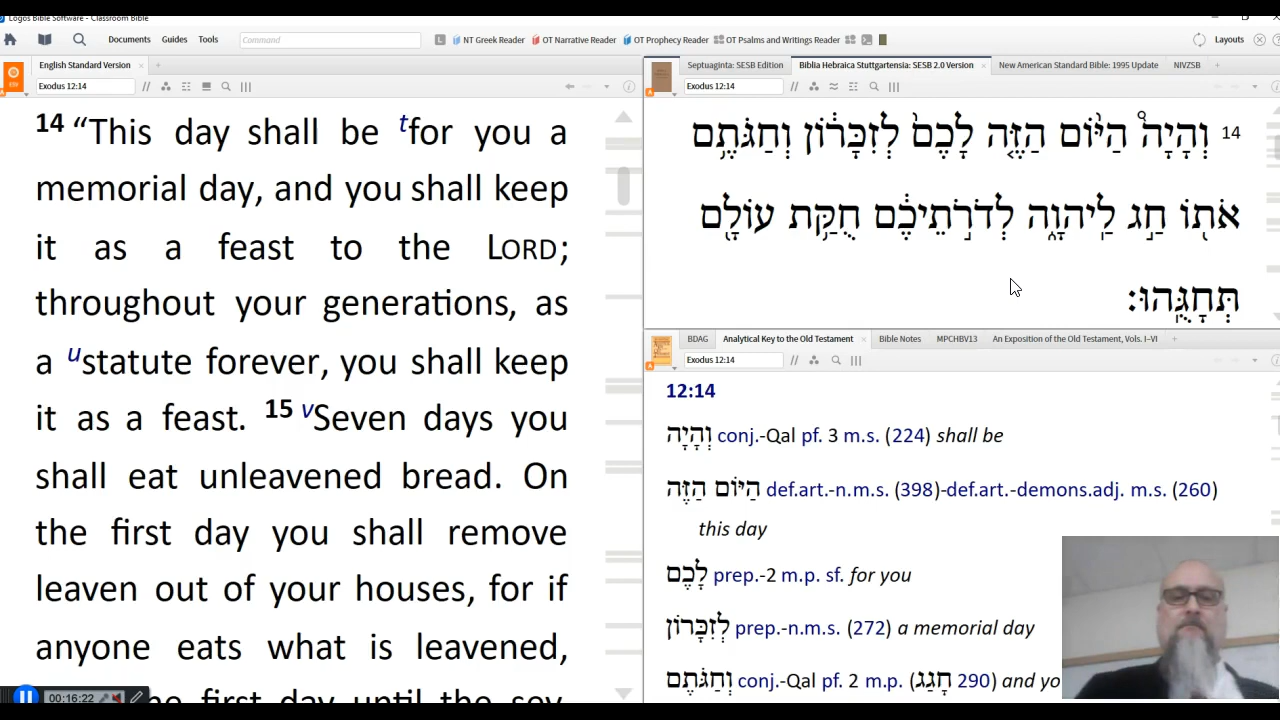 Logos Bible Software - Classroom Bible
Documents Guides Tools Command L NT Greek Reader OT Narrative Reader OT Prophecy Reader OT Psalms and Writings Reader Layouts
English Standard Version
Exodus 12:14
14 “This day shall be tfor you a
memorial day, and you shall keep
it as a feast to the LORD;
throughout your generations, as
a ustatute forever, you shall keep
it as a feast. 15 vSeven days you
shall eat unleavened bread. On
the first day you shall remove
leaven out of your houses, for if
anyone eats what is leavened,
first day until the sev
00:16:22
Septuaginta: SESB Edition Biblia Hebraica Stuttgartensia: SESB 2.0 Version New American Standard Bible: 1995 Update NIVZSB
Exodus 12:14
14 וְהָיָה֩ הַיּ֨וֹם הַזֶּ֤ה לָכֶם֙ לְזִכָּר֔וֹן וְחַגֹּתֶ֥ם
אֹת֖וֹ חַ֣ג לַֽיהוָ֑ה לְדֹרֹ֣תֵיכֶ֔ם חֻקַּ֥ת עוֹלָ֖ם
תְּחָגֻּֽהוּ׃
BDAG Analytical Key to the Old Testament Bible Notes MPCHBV13 An Exposition of the Old Testament, Vols. I–VI
Exodus 12:14
12:14
וְהָיָה conj.-Qal pf. 3 m.s. (224) shall be
הַיּוֹם הַזֶּה def.art.-n.m.s. (398)-def.art.-demons.adj. m.s. (260)
this day
לָכֶם prep.-2 m.p. sf. for you
לְזִכָּרוֹן prep.-n.m.s. (272) a memorial day
וְחַגֹּתֶם conj.-Qal pf. 2 m.p. (חָגַג 290) and yo